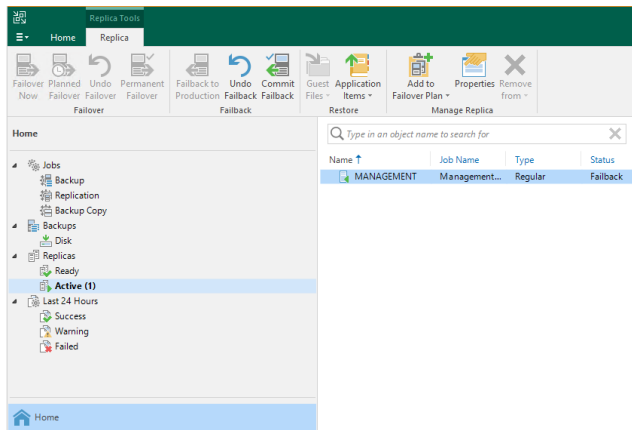 Replica Tools
Home Replica
Failover Now Planned Failover Undo Failover Permanent Failover Failback to Production Undo Failback Commit Failback Guest Files Application Items Add to Failover Plan Properties Remove from
Failover Failback Restore Manage Replica
Home
Type in an object name to search for
Jobs
Backup
Replication
Backup Copy
Backups
Disk
Replicas
Ready
Active (1)
Last 24 Hours
Success
Warning
Failed
Name Job Name Type Status
MANAGEMENT Management... Regular Failback
Home